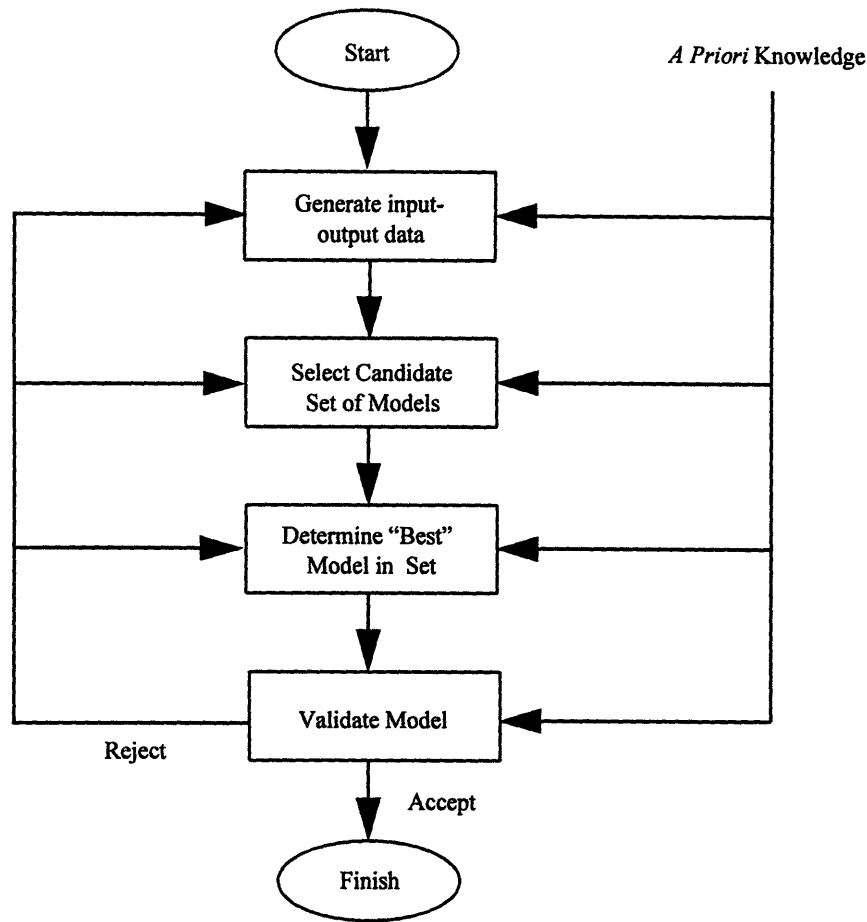 Start
A Priori Knowledge
Generate input-
output data
Select Candidate
Set of Models
Determine “Best”
Model in Set
Validate Model
Reject
Accept
Finish